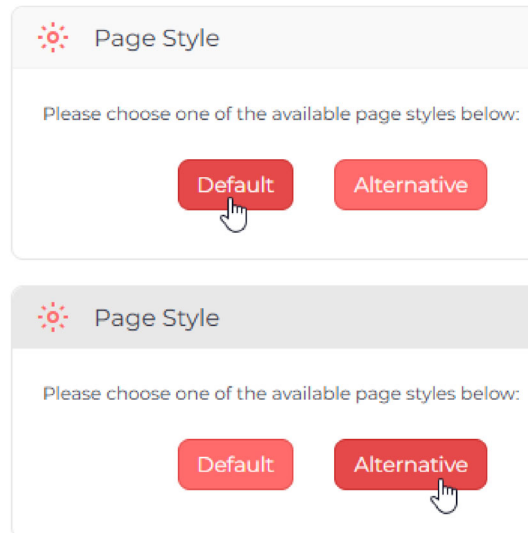 Page Style
Please choose one of the available page styles below:
Default Alternative
Page Style
Please choose one of the available page styles below:
Default Alternative